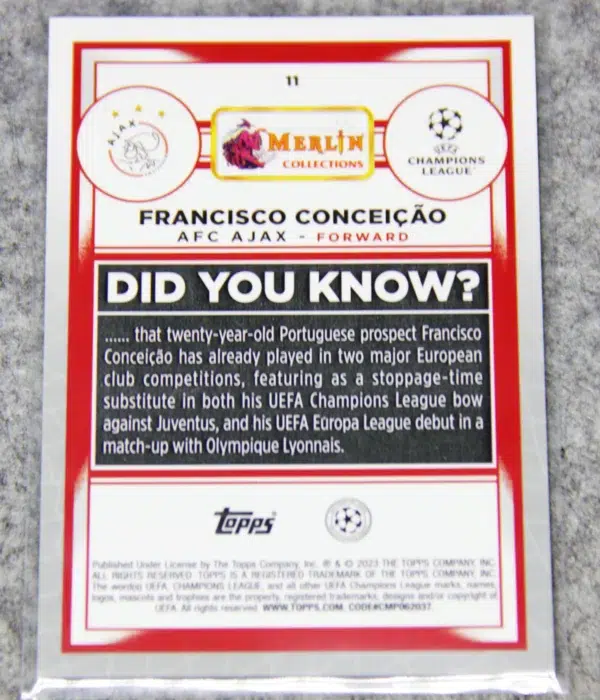 11
AJAX
MERLIN
COLLECTIONS
UEFA
CHAMPIONS
LEAGUE
FRANCISCO CONCEIÇÃO
AFC AJAX - FORWARD
DID YOU KNOW?
...... that twenty-year-old Portuguese prospect Francisco
Conceição has already played in two major European
club competitions, featuring as a stoppage-time
substitute in both his UEFA Champions League bow
against Juventus, and his UEFA Europa League debut in a
match-up with Olympique Lyonnais.
Topps
Published Under License by The Topps Company, Inc. ® & © 2023 THE TOPPS COMPANY, INC.
ALL RIGHTS RESERVED. TOPPS IS A REGISTERED TRADEMARK OF THE TOPPS COMPANY, INC.
The word(s) UEFA, CHAMPIONS LEAGUE, and all other UEFA Champions League marks, names,
logos, mascots and trophies are the property, registered trademarks, designs and/or copyright of
UEFA. All rights reserved. WWW.TOPPS.COM. CODE#CMP062037